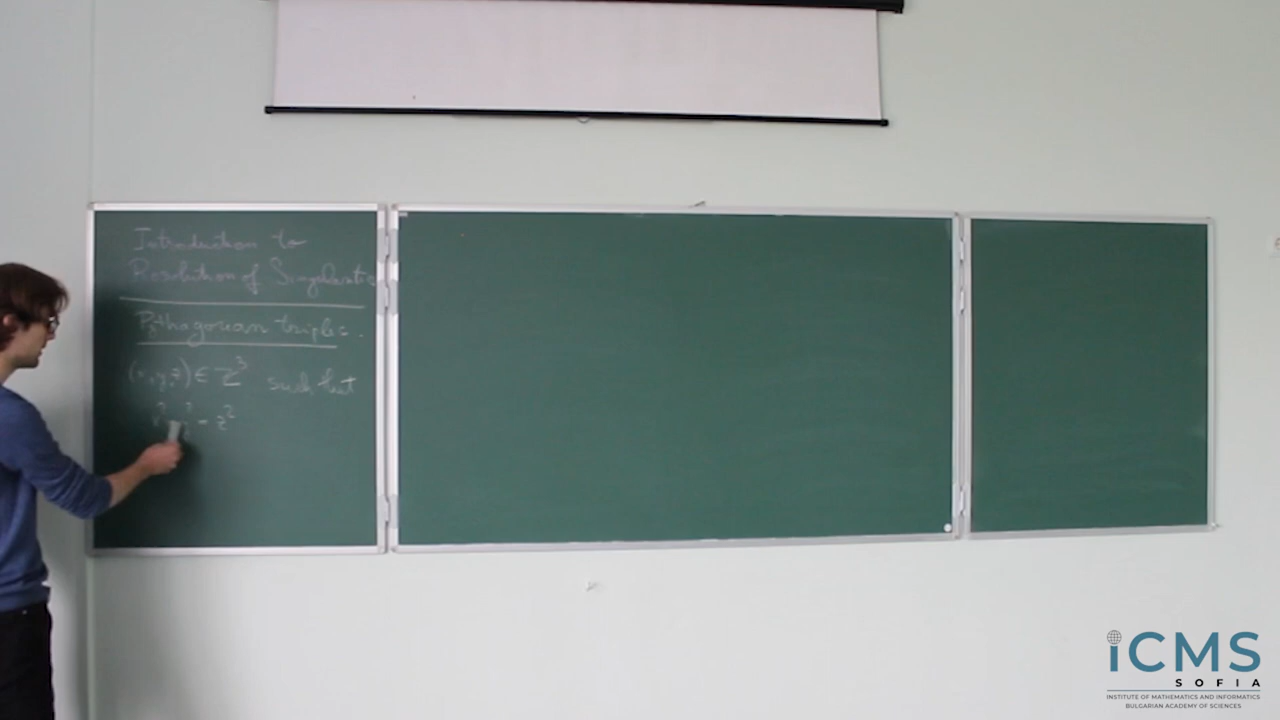 Introduction to
Resolution of Singularities
Pythagorean triples.
(x, y, z) ∈ Z³ such that
x² + y² = z²
iCMS
SOFIA
INSTITUTE OF MATHEMATICS AND INFORMATICS
BULGARIAN ACADEMY OF SCIENCES